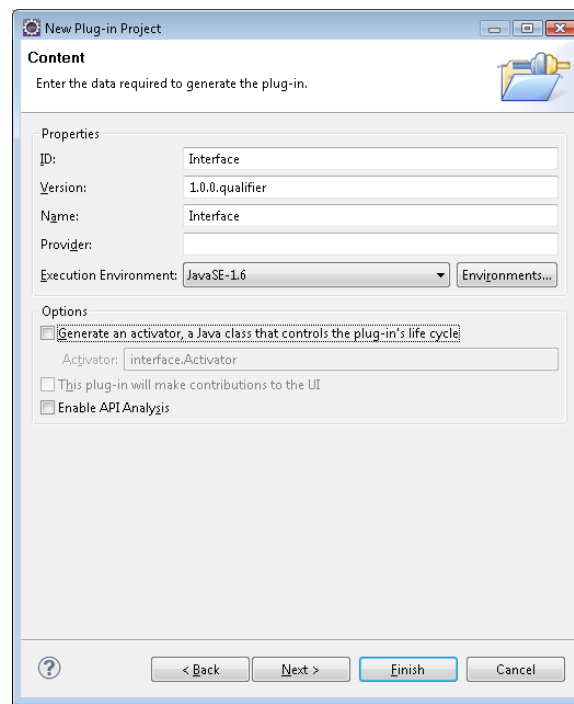 New Plug-in Project
Content
Enter the data required to generate the plug-in.
Properties
ID: Interface
Version: 1.0.0.qualifier
Name: Interface
Provider:
Execution Environment: JavaSE-1.6 Environments...
Options
Generate an activator, a Java class that controls the plug-in's life cycle
Activator: interface.Activator
This plug-in will make contributions to the UI
Enable API Analysis
? < Back Next > Finish Cancel